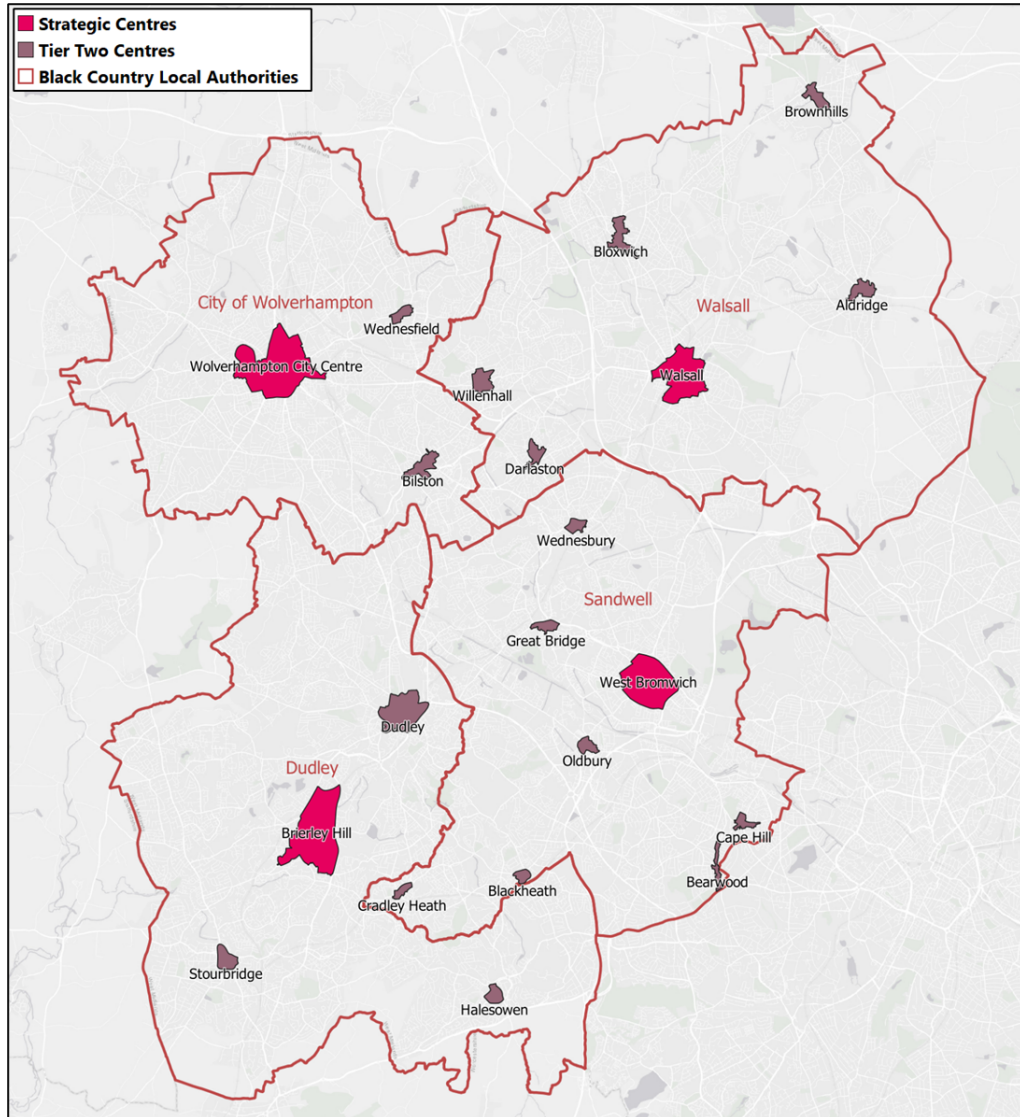 Strategic Centres
Tier Two Centres
Black Country Local Authorities
Brownhills
Bloxwich
Aldridge
City of Wolverhampton
Walsall
Wednesfield
Wolverhampton City Centre
Walsall
Willenhall
Darlaston
Bilston
Wednesbury
Sandwell
Great Bridge
West Bromwich
Dudley
Oldbury
Dudley
Brierley Hill
Cape Hill
Bearwood
Blackheath
Cradley Heath
Stourbridge
Halesowen